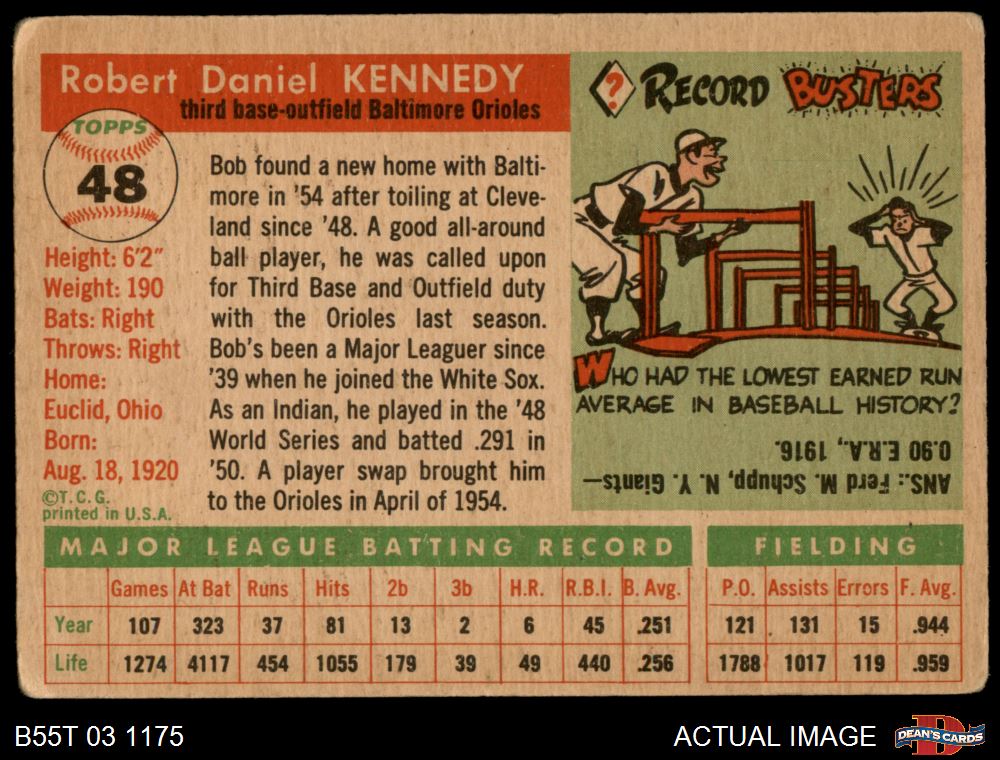 Robert Daniel KENNEDY
third base-outfield Baltimore Orioles
TOPPS
48
Height: 6'2"
Weight: 190
Bats: Right
Throws: Right
Home:
Euclid, Ohio
Born:
Aug. 18, 1920
©T.C.G.
printed in U.S.A.
Bob found a new home with Balti-
more in '54 after toiling at Cleve-
land since '48. A good all-around
ball player, he was called upon
for Third Base and Outfield duty
with the Orioles last season.
Bob's been a Major Leaguer since
'39 when he joined the White Sox.
As an Indian, he played in the '48
World Series and batted .291 in
'50. A player swap brought him
to the Orioles in April of 1954.
? RECORD BUSTERS
WHO HAD THE LOWEST EARNED RUN
AVERAGE IN BASEBALL HISTORY?
ANS.: Ferd M. Schupp, N. Y. Giants—
0.90 E.R.A., 1916.
MAJOR LEAGUE BATTING RECORD FIELDING
Games At Bat Runs Hits 2b 3b H.R. R.B.I. B. Avg. P.O. Assists Errors F. Avg.
Year 107 323 37 81 13 2 6 45 .251 121 131 15 .944
Life 1274 4117 454 1055 179 39 49 440 .256 1788 1017 119 .959
B55T 03 1175
ACTUAL IMAGE
D
DEAN'S CARDS